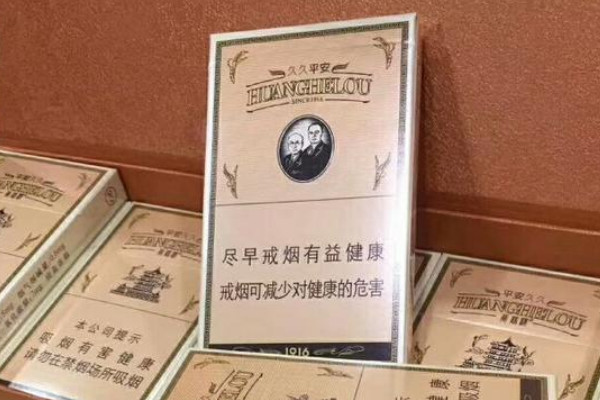 久久平安
HUANGHELOU
SINCE1916
尽早戒烟有益健康
戒烟可减少对健康的危害
1916
HUANGHELOU
本公司提示
吸烟有害健康
请勿在禁烟场所吸烟
平安久久
HUANGHELOU